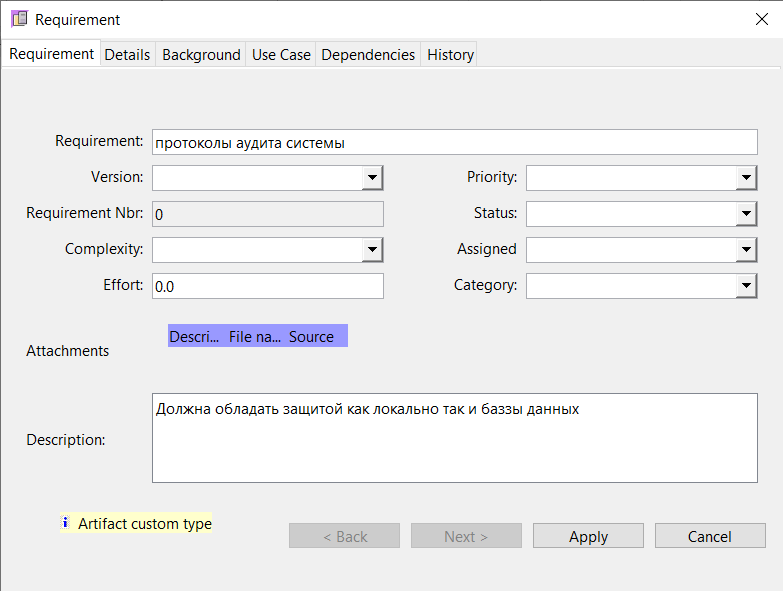 Requirement
Requirement Details Background Use Case Dependencies History
Requirement: протоколы аудита системы
Version: Priority:
Requirement Nbr: 0 Status:
Complexity: Assigned
Effort: 0.0 Category:
Descri... File na... Source
Attachments
Должна обладать защитой как локально так и баззы данных
Description:
i Artifact custom type
< Back Next > Apply Cancel